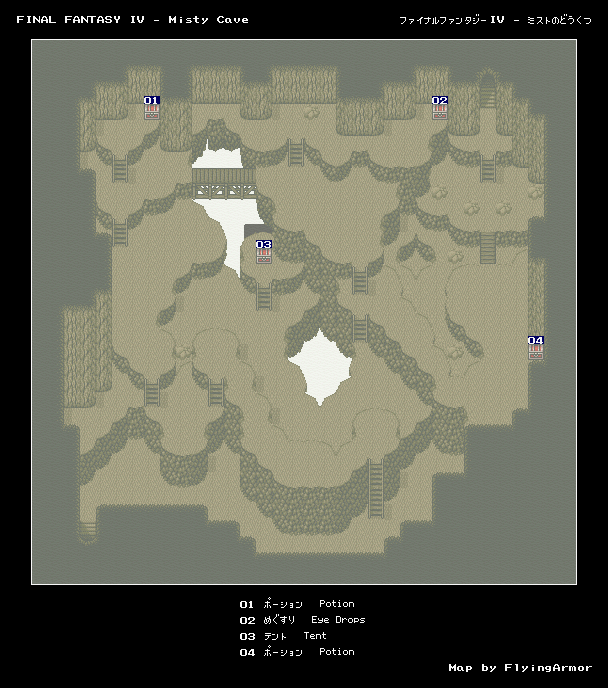 FINAL FANTASY IV - Misty Cave
ファイナルファンタジーIV - ミストのどうくつ
01
02
03
04
01 ポーション Potion
02 めぐすり Eye Drops
03 テント Tent
04 ポーション Potion
Map by FlyingArmor